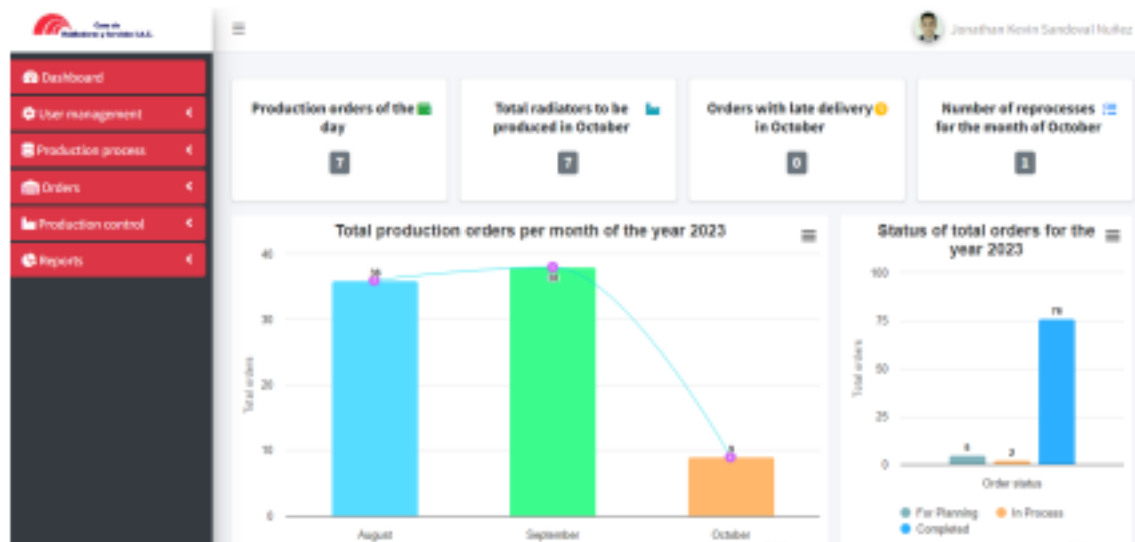 Jonathan Kevin Sandoval Nuñez
Dashboard
User management
Production process
Orders
Production control
Reports
Production orders of the
day
7
Total radiators to be
produced in October
7
Orders with late delivery
in October
0
Number of reprocesses
for the month of October
1
Total production orders per month of the year 2023
40
30
20
10
0
Total orders
36
38
9
August
September
October
Status of total orders for the
year 2023
100
75
50
25
0
Total orders
2
Order status
For Planning
In Process
Completed